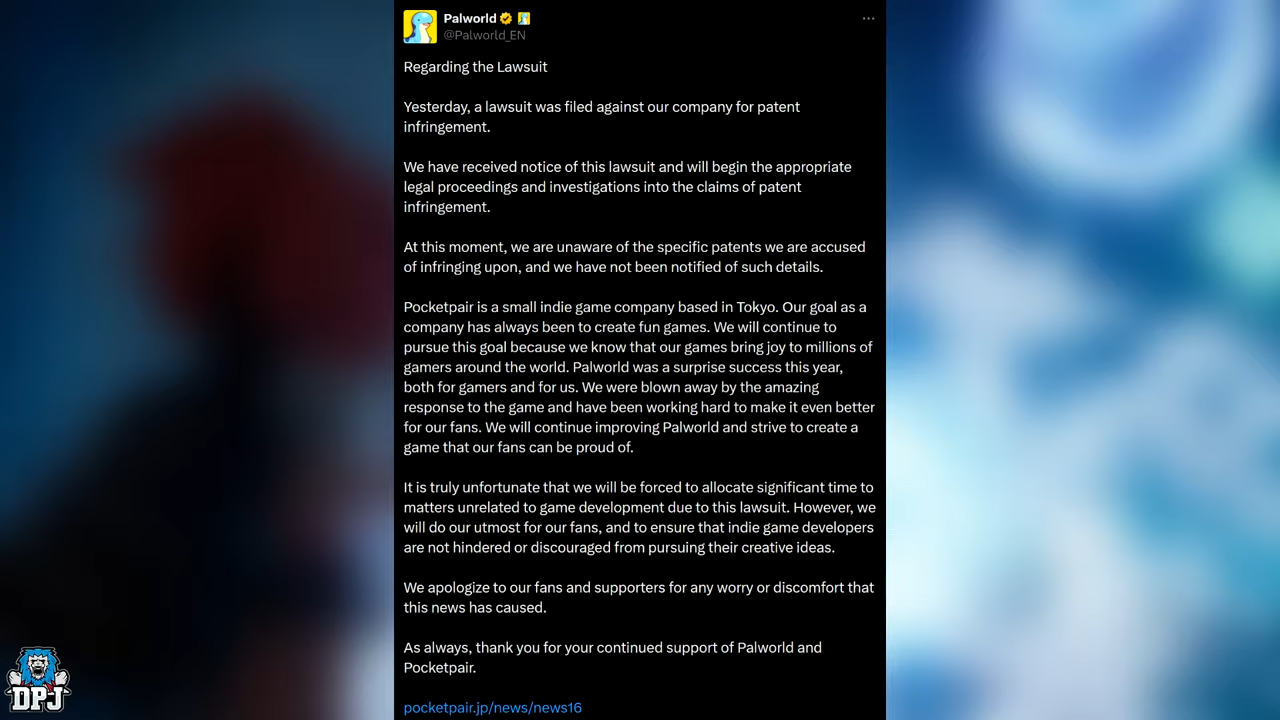 Palworld
@Palworld_EN
Regarding the Lawsuit
Yesterday, a lawsuit was filed against our company for patent
infringement.
We have received notice of this lawsuit and will begin the appropriate
legal proceedings and investigations into the claims of patent
infringement.
At this moment, we are unaware of the specific patents we are accused
of infringing upon, and we have not been notified of such details.
Pocketpair is a small indie game company based in Tokyo. Our goal as a
company has always been to create fun games. We will continue to
pursue this goal because we know that our games bring joy to millions of
gamers around the world. Palworld was a surprise success this year,
both for gamers and for us. We were blown away by the amazing
response to the game and have been working hard to make it even better
for our fans. We will continue improving Palworld and strive to create a
game that our fans can be proud of.
It is truly unfortunate that we will be forced to allocate significant time to
matters unrelated to game development due to this lawsuit. However, we
will do our utmost for our fans, and to ensure that indie game developers
are not hindered or discouraged from pursuing their creative ideas.
We apologize to our fans and supporters for any worry or discomfort that
this news has caused.
As always, thank you for your continued support of Palworld and
Pocketpair.
pocketpair.jp/news/news16
DPJ